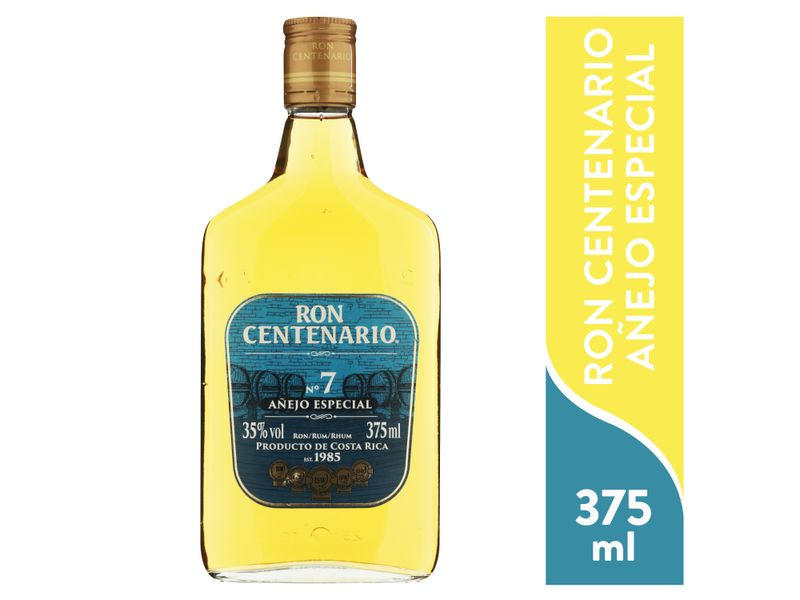 RON
CENTENARIO
RON
CENTENARIO
Nº 7
AÑEJO ESPECIAL
35% vol RON/RUM/RHUM 375 ml
PRODUCTO DE COSTA RICA
EST. 1985
RON CENTENARIO
AÑEJO ESPECIAL
375
ml